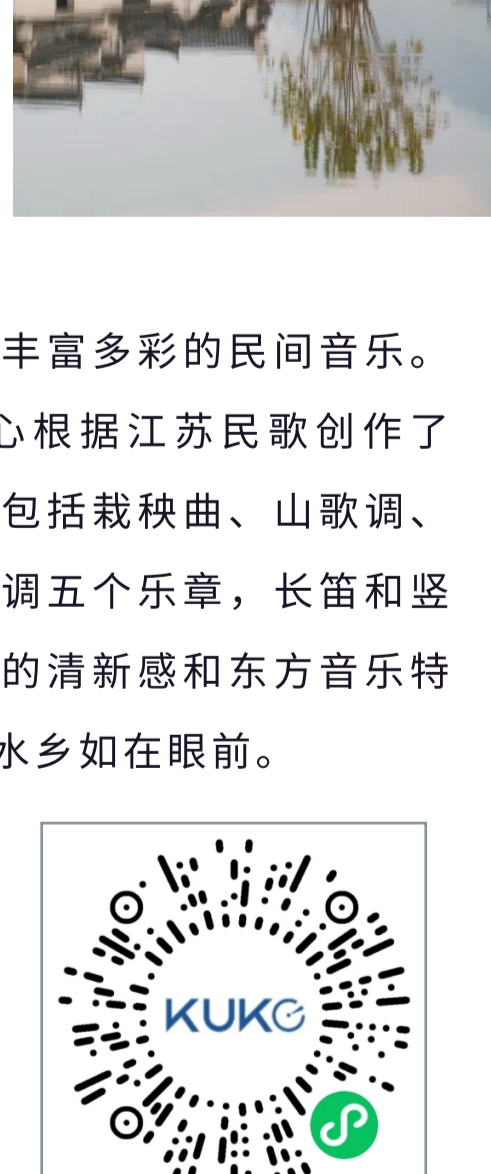 丰富多彩的民间音乐。
心根据江苏民歌创作了
包括栽秧曲、山歌调、
调五个乐章，长笛和竖
的清新感和东方音乐特
水乡如在眼前。
KUKE